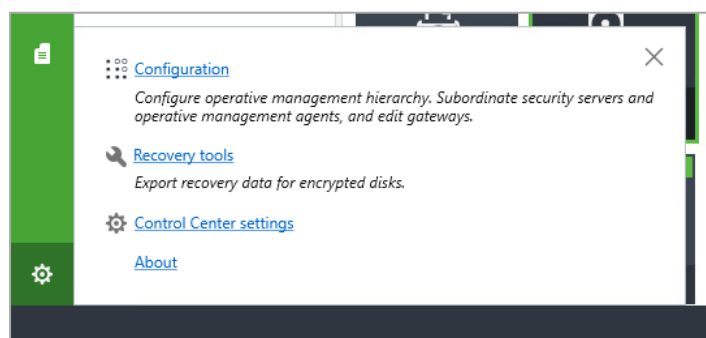 Configuration
Configure operative management hierarchy. Subordinate security servers and
operative management agents, and edit gateways.
Recovery tools
Export recovery data for encrypted disks.
Control Center settings
About